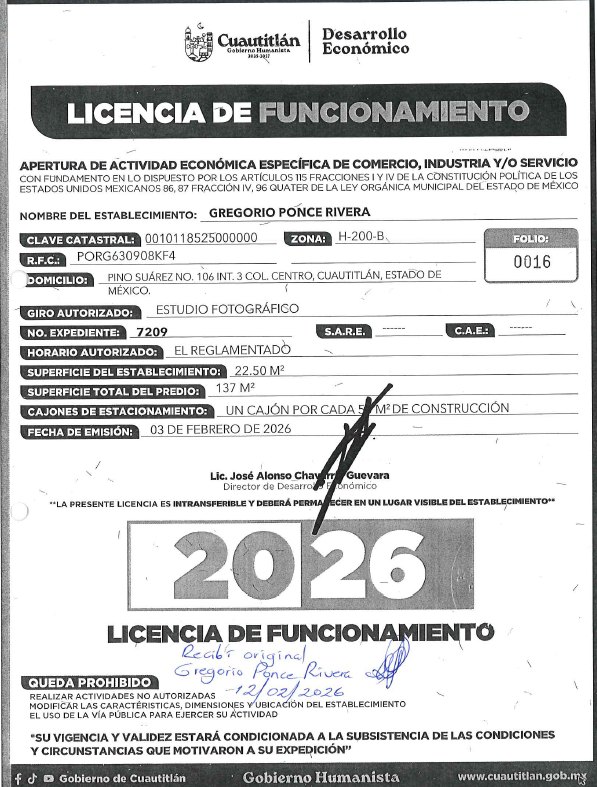 Cuautitlán
Gobierno Humanista
2025-2027
Desarrollo
Económico
LICENCIA DE FUNCIONAMIENTO
APERTURA DE ACTIVIDAD ECONÓMICA ESPECÍFICA DE COMERCIO, INDUSTRIA Y/O SERVICIO
CON FUNDAMENTO EN LO DISPUESTO POR LOS ARTÍCULOS 115 FRACCIONES I Y IV DE LA CONSTITUCIÓN POLÍTICA DE LOS
ESTADOS UNIDOS MEXICANOS 86, 87 FRACCIÓN IV, 96 QUATER DE LA LEY ORGÁNICA MUNICIPAL DEL ESTADO DE MÉXICO
NOMBRE DEL ESTABLECIMIENTO: GREGORIO PONCE RIVERA
CLAVE CATASTRAL: 0010118525000000 ZONA: H-200-B
FOLIO:
0016
R.F.C.: PORG630908KF4
DOMICILIO: PINO SUÁREZ NO. 106 INT. 3 COL. CENTRO, CUAUTITLÁN, ESTADO DE
MÉXICO.
GIRO AUTORIZADO: ESTUDIO FOTOGRÁFICO
NO. EXPEDIENTE: 7209 S.A.R.E. ------ C.A.E.: ------
HORARIO AUTORIZADO: EL REGLAMENTADO
SUPERFICIE DEL ESTABLECIMIENTO: 22.50 M²
SUPERFICIE TOTAL DEL PREDIO: 137 M²
CAJONES DE ESTACIONAMIENTO: UN CAJÓN POR CADA M² DE CONSTRUCCIÓN
FECHA DE EMISIÓN: 03 DE FEBRERO DE 2026
Lic. José Alonso Guevara
Director de Desarrollo Económico
**LA PRESENTE LICENCIA ES INTRANSFERIBLE Y DEBERÁ PERMANECER EN UN LUGAR VISIBLE DEL ESTABLECIMIENTO**
2026
LICENCIA DE FUNCIONAMIENTO
Recibir original
Gregorio Ponce Rivera
12/02/2026
QUEDA PROHIBIDO
REALIZAR ACTIVIDADES NO AUTORIZADAS
MODIFICAR LAS CARACTERÍSTICAS, DIMENSIONES Y UBICACIÓN DEL ESTABLECIMIENTO
EL USO DE LA VÍA PÚBLICA PARA EJERCER SU ACTIVIDAD
"SU VIGENCIA Y VALIDEZ ESTARÁ CONDICIONADA A LA SUBSISTENCIA DE LAS CONDICIONES
Y CIRCUNSTANCIAS QUE MOTIVARON A SU EXPEDICIÓN"
Gobierno de Cuautitlán Gobierno Humanista www.cuautitlan.gob.mx